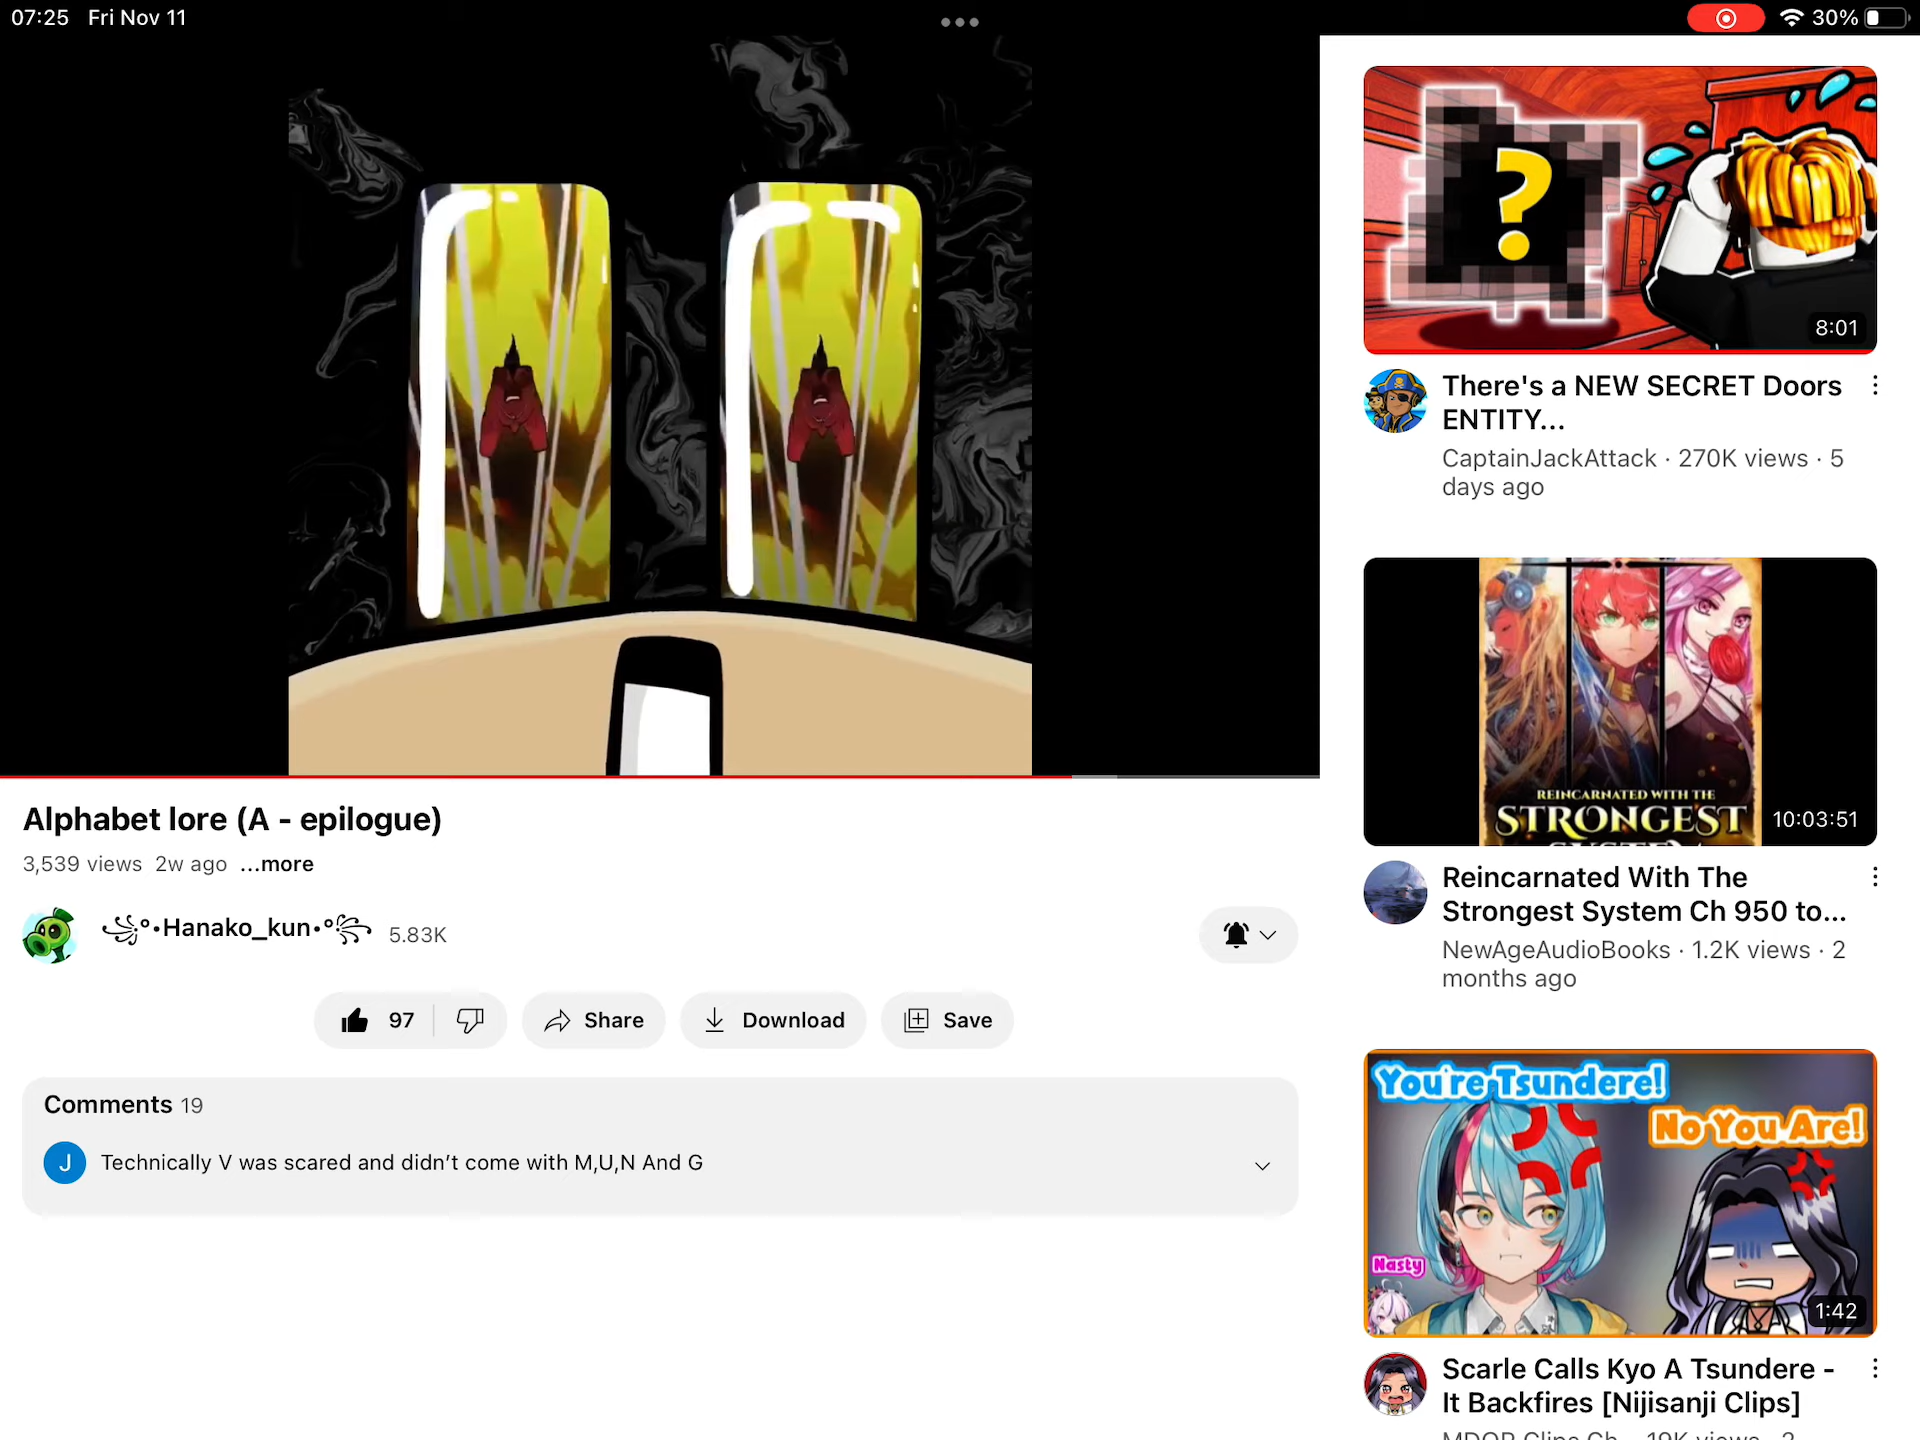 07:25 Fri Nov 11
30%
8:01
There's a NEW SECRET Doors
ENTITY...
CaptainJackAttack · 270K views · 5
days ago
REINCARNATED WITH THE
STRONGEST
SYSTEM
10:03:51
Reincarnated With The
Strongest System Ch 950 to...
NewAgeAudioBooks · 1.2K views · 2
months ago
You're Tsundere!
No You Are!
Nasty
1:42
Scarle Calls Kyo A Tsundere -
It Backfires [Nijisanji Clips]
Alphabet lore (A - epilogue)
3,539 views 2w ago ...more
꧁༺°•Hanako_kun•°༻꧂ 5.83K
97
Share
Download
Save
Comments 19
J
Technically V was scared and didn't come with M,U,N And G